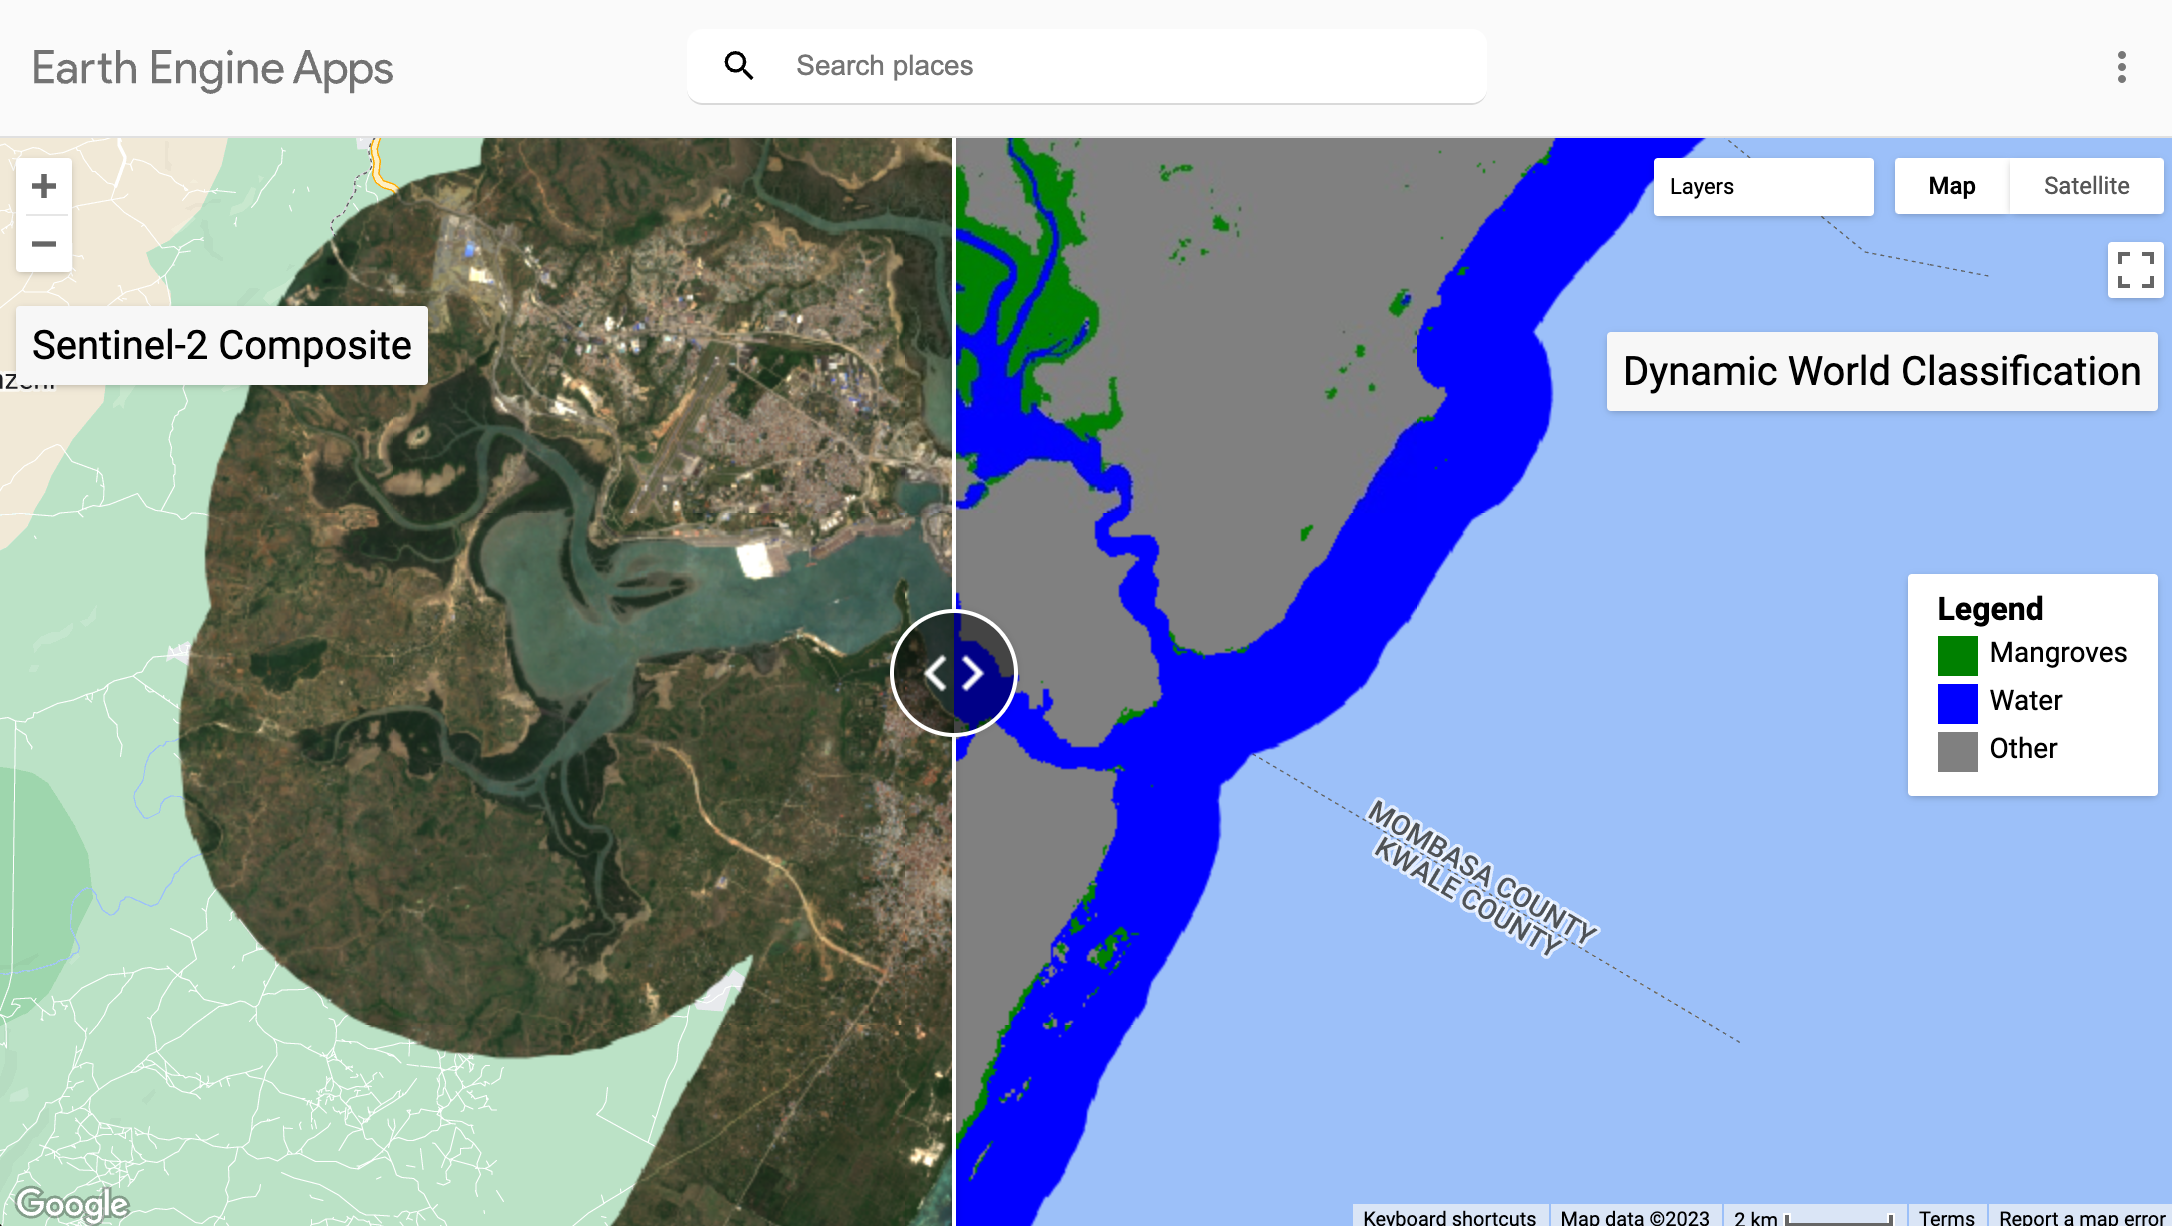 Earth Engine Apps
Search places
Layers
Map
Satellite
Sentinel-2 Composite
Dynamic World Classification
Legend
Mangroves
Water
Other
MOMBASA COUNTY
KWALE COUNTY
Google
Keyboard shortcuts
Map data ©2023
2 km
Terms
Report a map error